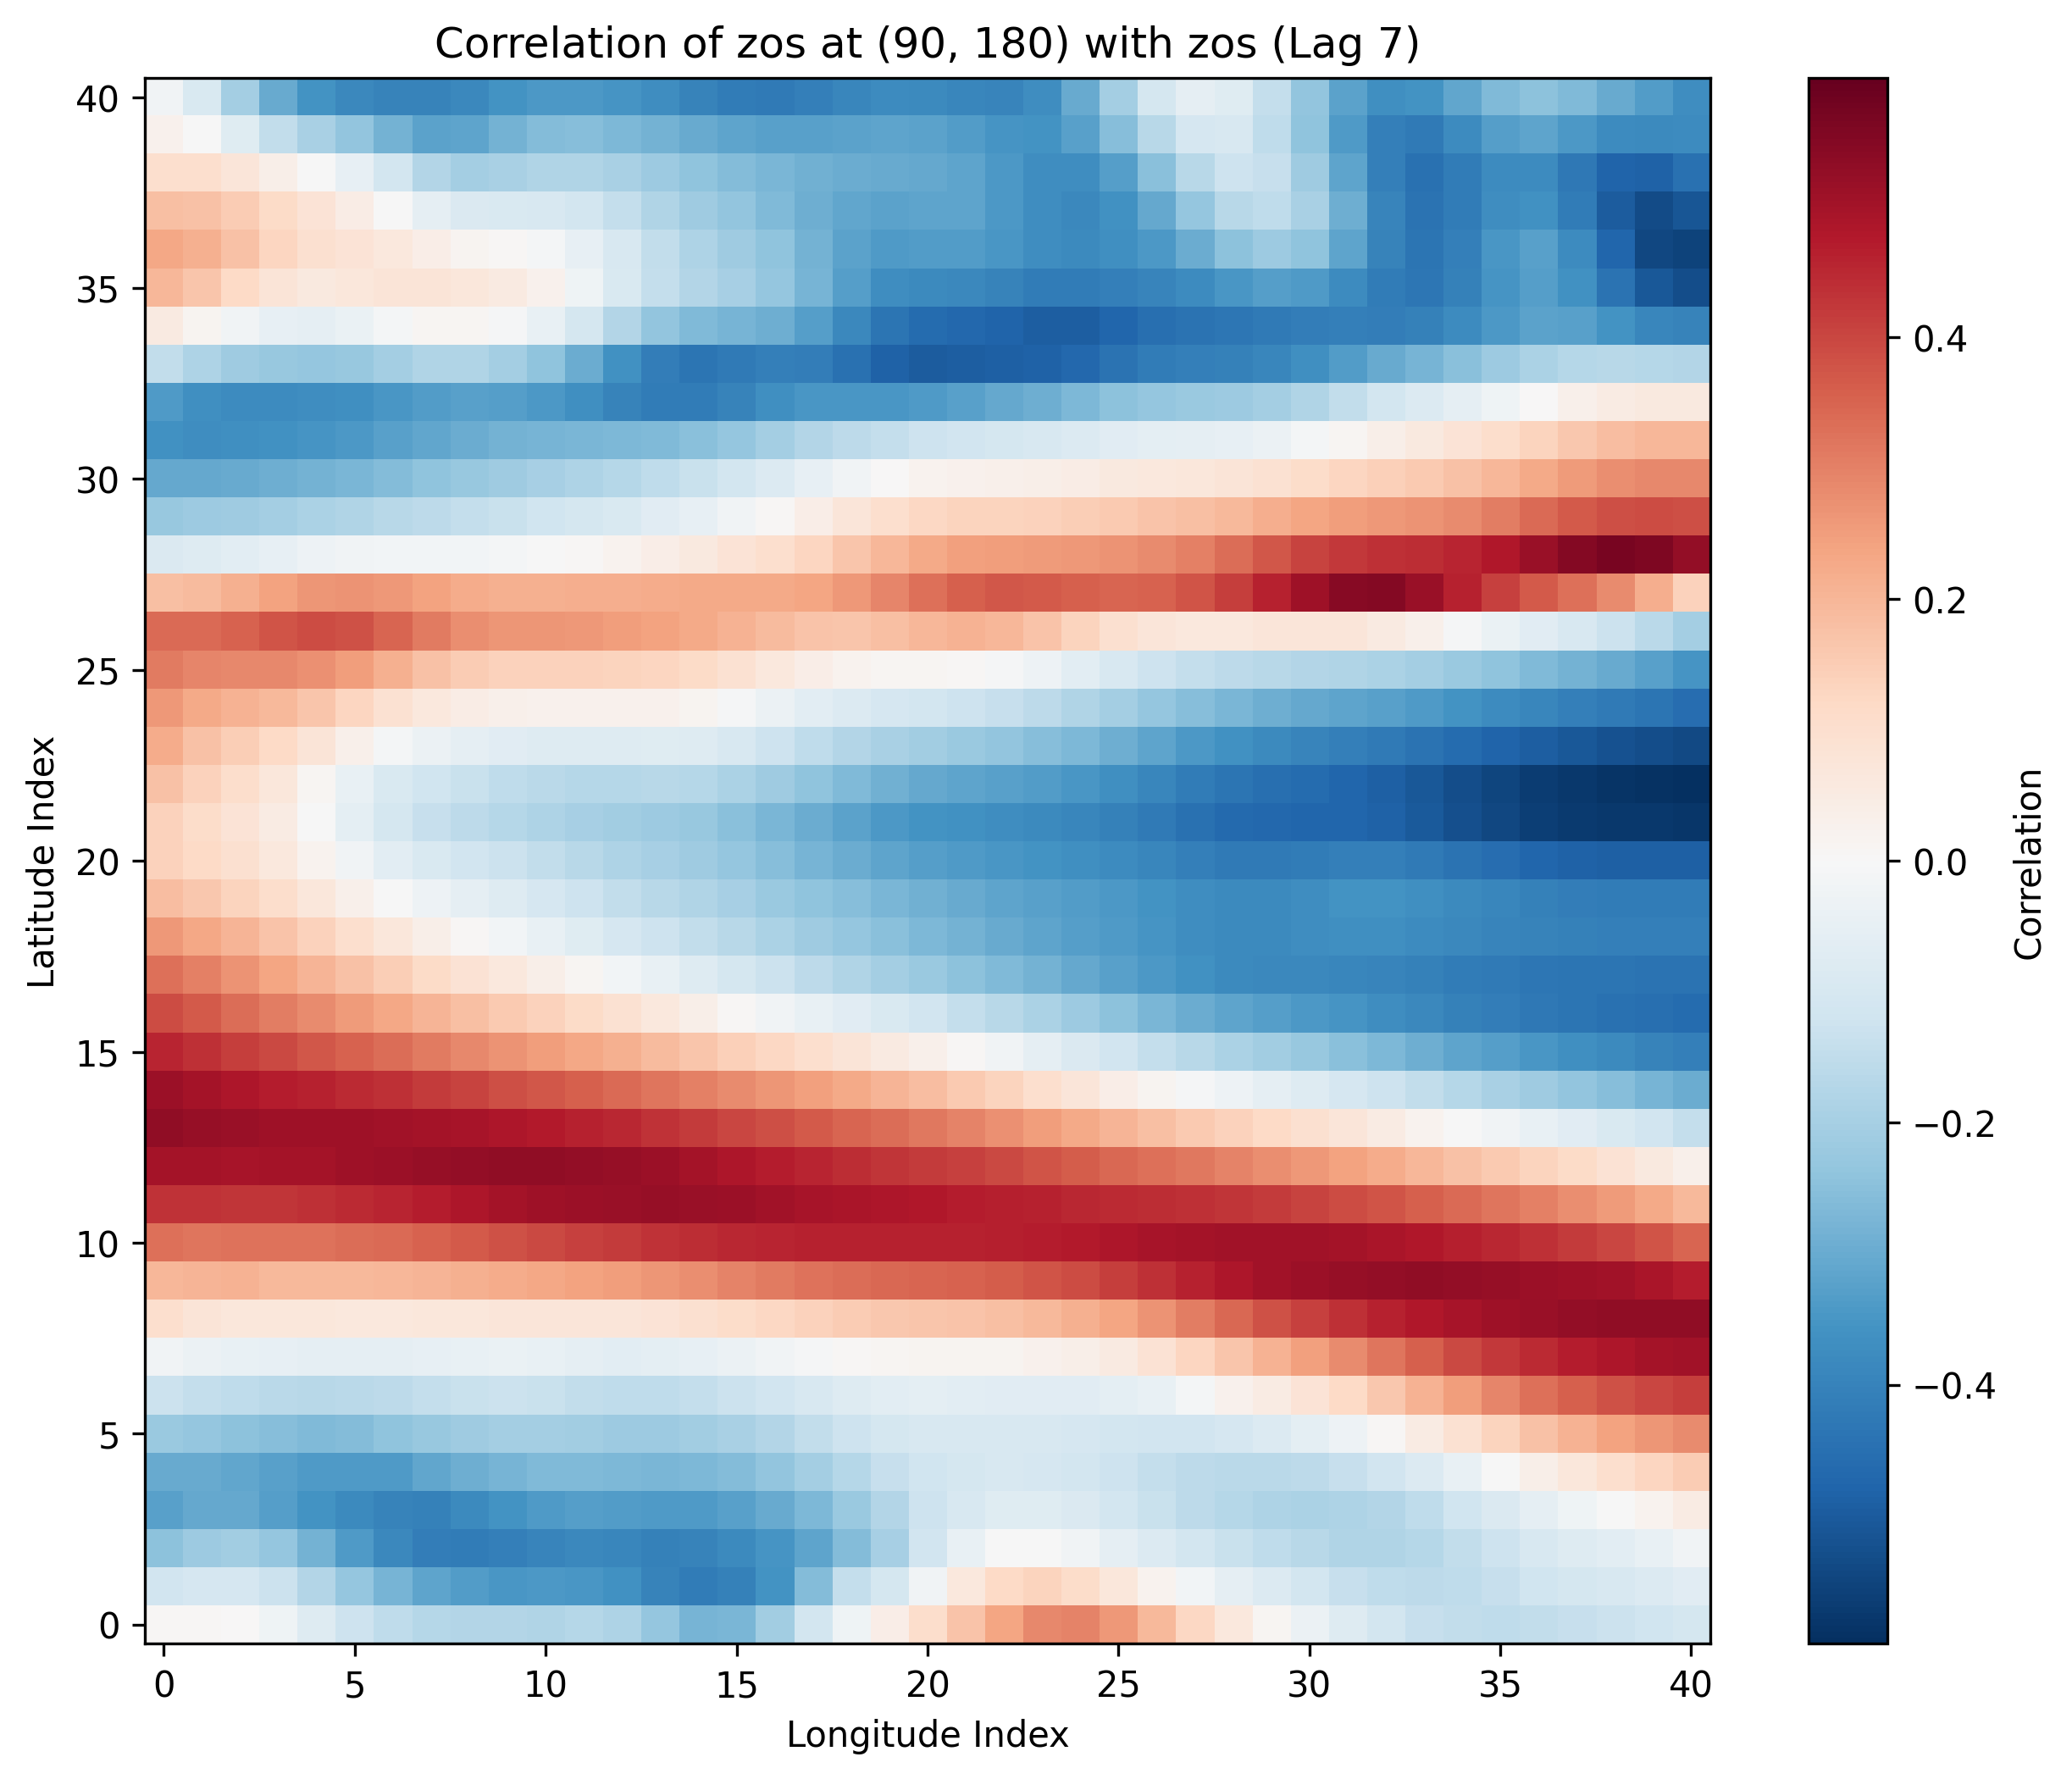 Correlation of zos at (90, 180) with zos (Lag 7)
40
35
30
25
20
15
10
5
0
Latitude Index
0 5 10 15 20 25 30 35 40
Longitude Index
0.4
0.2
0.0
−0.2
−0.4
Correlation